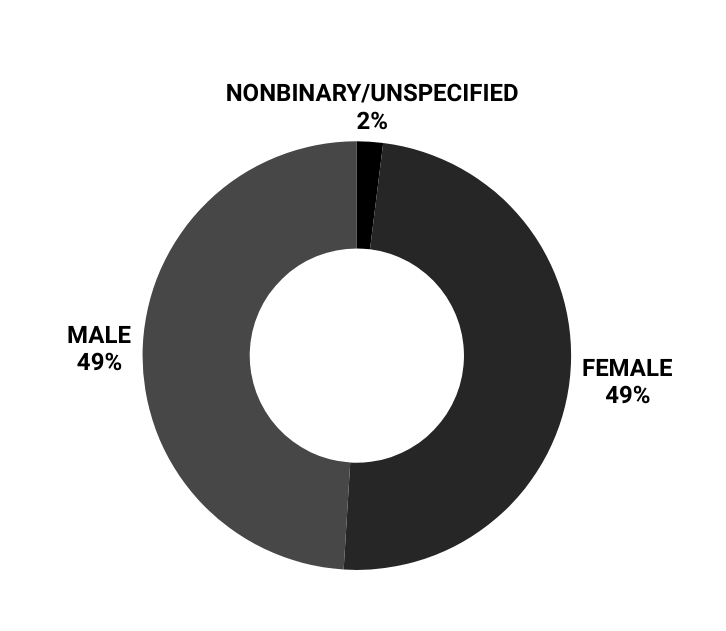 NONBINARY/UNSPECIFIED
2%
MALE
49%
FEMALE
49%